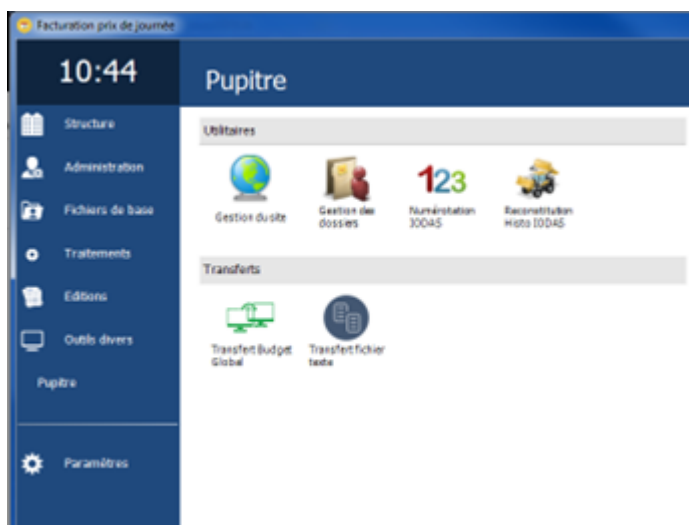 Facturation prix de journée
10:44
Pupitre
Structure
Administration
Fichiers de base
Traitements
Editions
Outils divers
Pupitre
Paramètres
Utilitaires
Gestion du site
Gestion des
dossiers
123
Numérotation
IODAS
Reconstitution
Histo IODAS
Transferts
Transfert Budget
Global
Transfert fichier
texte